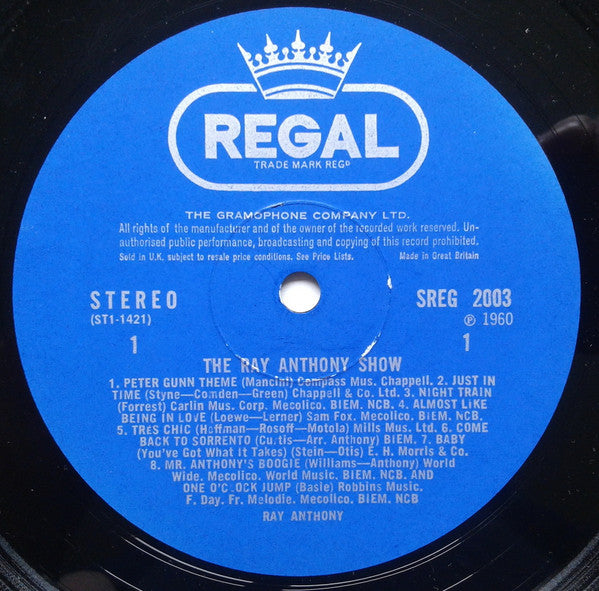 REGAL
TRADE MARK REGD
THE GRAMOPHONE COMPANY LTD.
All rights of the manufacturer and of the owner of the recorded work reserved. Un-
authorised public performance, broadcasting and copying of this record prohibited.
Sold in U.K. subject to resale price conditions. See Price Lists. Made in Great Britain
STEREO SREG 2003
(ST1-1421) ℗ 1960
1 1
THE RAY ANTHONY SHOW
1. PETER GUNN THEME (Mancini) Compass Mus. Chappell. 2. JUST IN
TIME (Styne—Comden—Green) Chappell & Co. Ltd. 3. NIGHT TRAIN
(Forrest) Carlin Mus. Corp. Mecolico. BIEM. NCB. 4. ALMOST LIKE
BEING IN LOVE (Loewe—Lerner) Sam Fox. Mecolico. BIEM. NCB.
5. TRES CHIC (Hoffman—Rosoff—Motola) Mills Mus. Ltd. 6. COME
BACK TO SORRENTO (Curtis—Arr. Anthony) BIEM. 7. BABY
(You've Got What it Takes) (Stein—Otis) E. H. Morris & Co.
8. MR. ANTHONY'S BOOGIE (Williams—Anthony) World
Wide. Mecolico. World Music. BIEM. NCB. AND
ONE O'CLOCK JUMP (Basie) Robbins Music.
F. Day. Fr. Melodie. Mecolico. BIEM. NCB
RAY ANTHONY